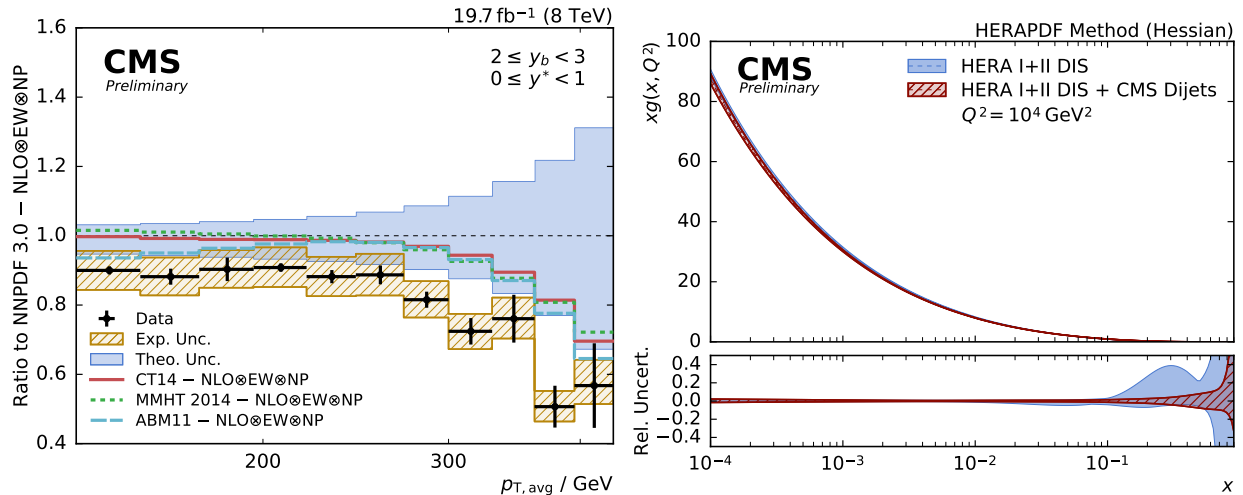 19.7 fb⁻¹ (8 TeV)
CMS
Preliminary
2 ≤ y_b < 3
0 ≤ y* < 1
Ratio to NNPDF 3.0 − NLO⊗EW⊗NP
1.6
1.4
1.2
1.0
0.8
0.6
0.4
Data
Exp. Unc.
Theo. Unc.
CT14 − NLO⊗EW⊗NP
MMHT 2014 − NLO⊗EW⊗NP
ABM11 − NLO⊗EW⊗NP
200
300
p_T,avg / GeV
HERAPDF Method (Hessian)
CMS
Preliminary
HERA I+II DIS
HERA I+II DIS + CMS Dijets
Q² = 10⁴ GeV²
xg(x, Q²)
100
80
60
40
20
0
Rel. Uncert.
0.4
0.2
0.0
−0.2
−0.4
10⁻⁴
10⁻³
10⁻²
10⁻¹
x